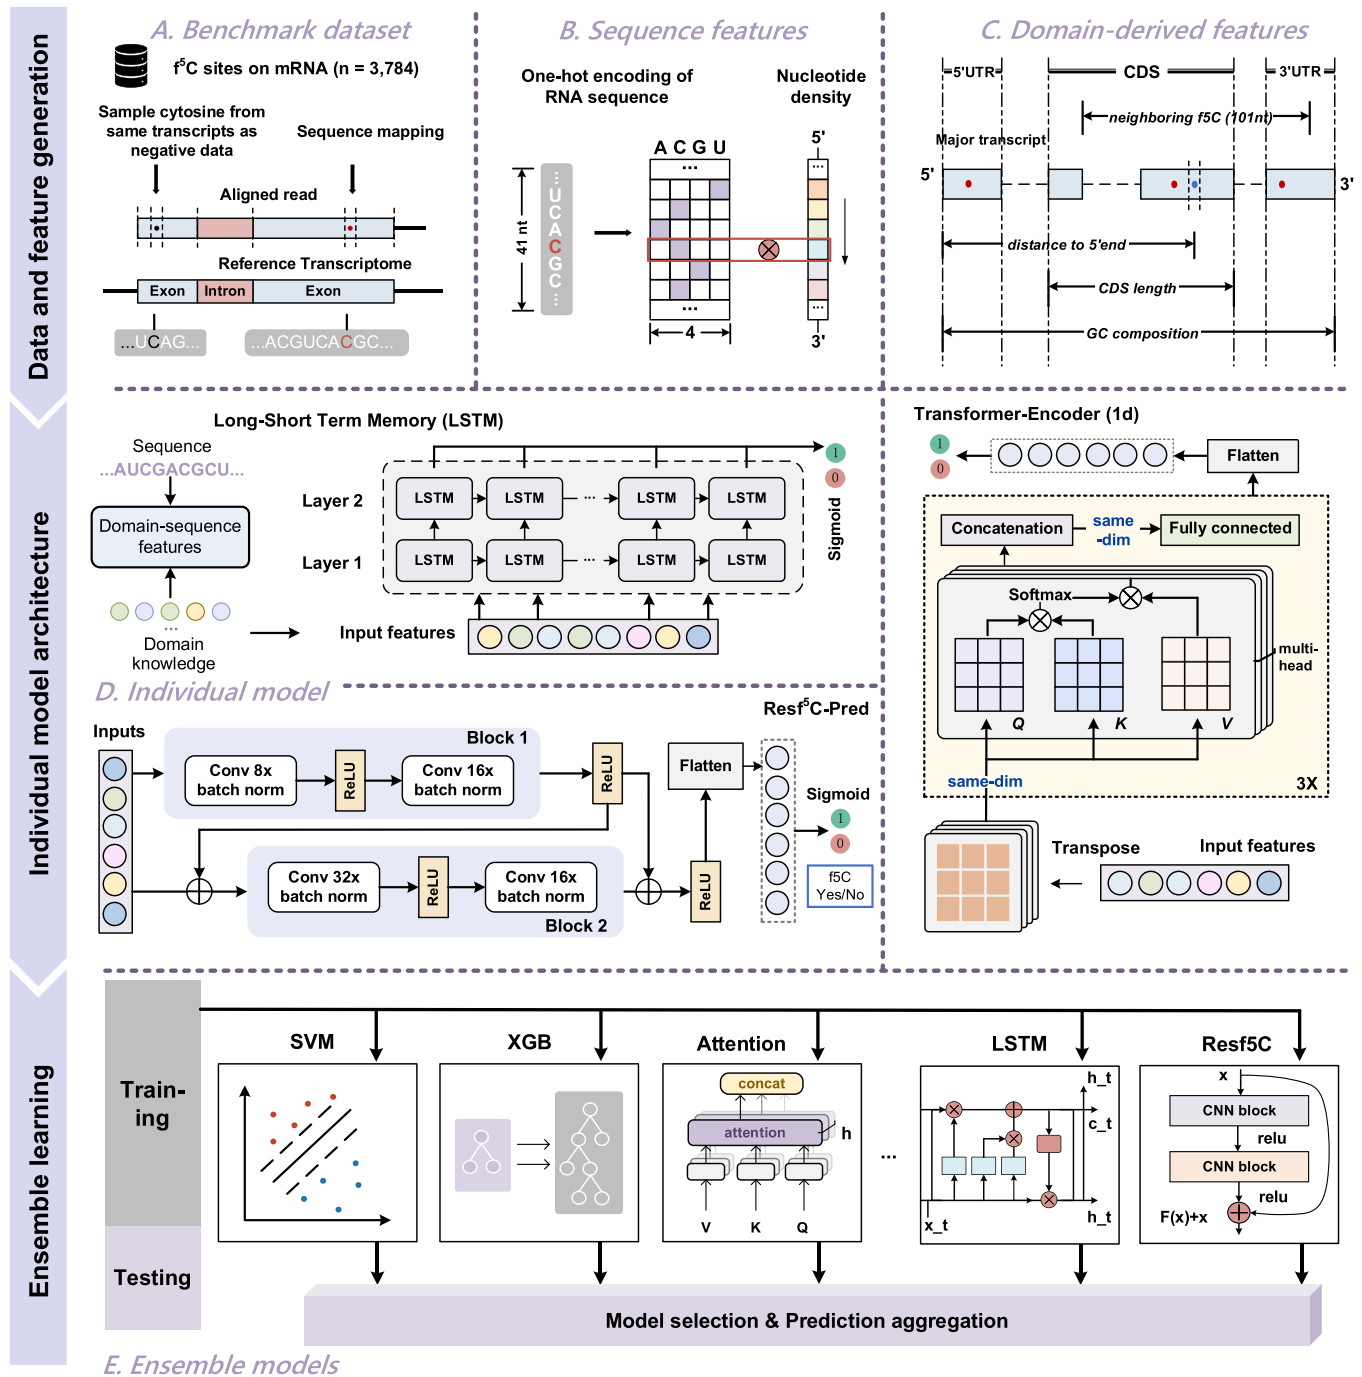 Data and feature generation
A. Benchmark dataset
f⁵C sites on mRNA (n = 3,784)
Sample cytosine from
same transcripts as
negative data
Sequence mapping
Aligned read
Reference Transcriptome
Exon
Intron
Exon
...UCAG...
...ACGUCACGC...
B. Sequence features
One-hot encoding of
RNA sequence
Nucleotide
density
41 nt
...
U
C
A
C
G
C
...
A C G U
...
...
4
5'
...
...
3'
C. Domain-derived features
5'UTR
CDS
3'UTR
neighboring f5C (101nt)
Major transcript
5'
3'
distance to 5'end
CDS length
GC composition
Individual model architecture
Long-Short Term Memory (LSTM)
Sequence
...AUCGACGCU...
Domain-sequence
features
...
Domain
knowledge
Layer 2
LSTM
LSTM
...
LSTM
LSTM
Layer 1
LSTM
LSTM
...
LSTM
LSTM
Input features
1
0
Sigmoid
D. Individual model
Inputs
Block 1
Conv 8x
batch norm
ReLU
Conv 16x
batch norm
ReLU
Conv 32x
batch norm
ReLU
Conv 16x
batch norm
Block 2
ReLU
Flatten
Resf⁵C-Pred
Sigmoid
1
0
f5C
Yes/No
Transformer-Encoder (1d)
1
0
Flatten
Concatenation
same
-dim
Fully connected
Softmax
multi-
head
Q
K
V
same-dim
3X
Transpose
Input features
Ensemble learning
Train-
ing
Testing
SVM
XGB
Attention
concat
attention
h
V
K
Q
...
LSTM
h_t
c_t
x_t
h_t
Resf5C
x
CNN block
relu
CNN block
relu
F(x)+x
Model selection & Prediction aggregation
E. Ensemble models